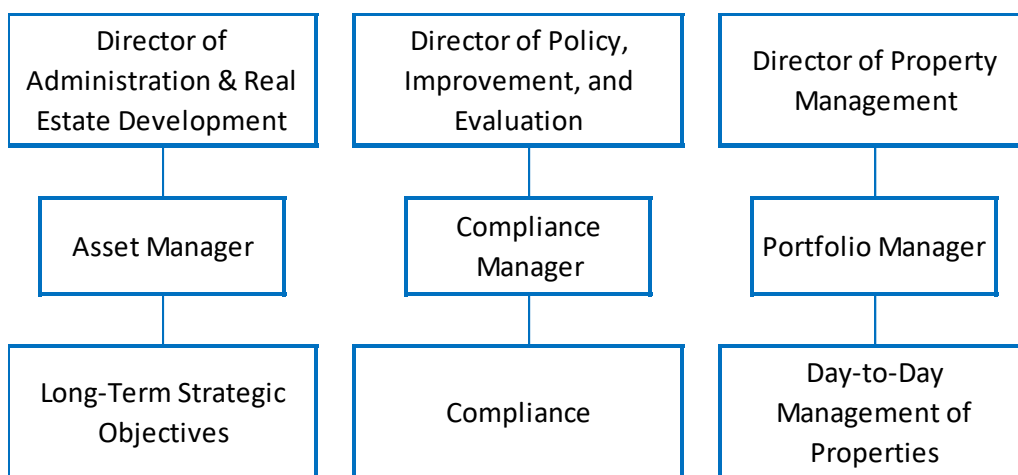 Director of
Administration & Real
Estate Development
Director of Policy,
Improvement, and
Evaluation
Director of Property
Management
Asset Manager
Compliance
Manager
Portfolio Manager
Long-Term Strategic
Objectives
Compliance
Day-to-Day
Management of
Properties